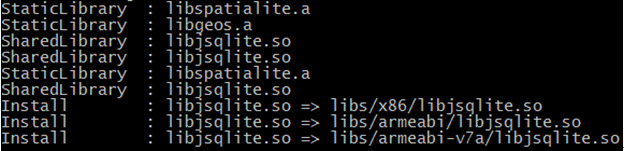 StaticLibrary : libspatialite.a
StaticLibrary : libgeos.a
SharedLibrary : libjsqlite.so
SharedLibrary : libjsqlite.so
StaticLibrary : libspatialite.a
SharedLibrary : libjsqlite.so
Install : libjsqlite.so => libs/x86/libjsqlite.so
Install : libjsqlite.so => libs/armeabi/libjsqlite.so
Install : libjsqlite.so => libs/armeabi-v7a/libjsqlite.so